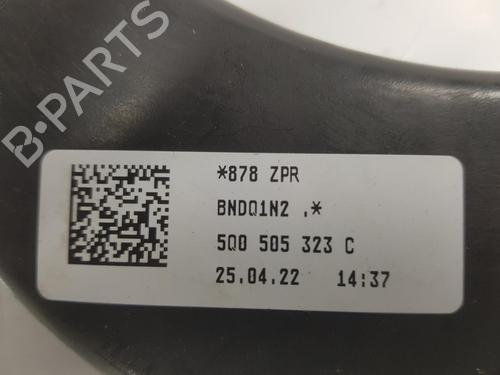 B-PARTS
*878 ZPR
BNDQ1N2 .*
5Q0 505 323 C
25.04.22 14:37